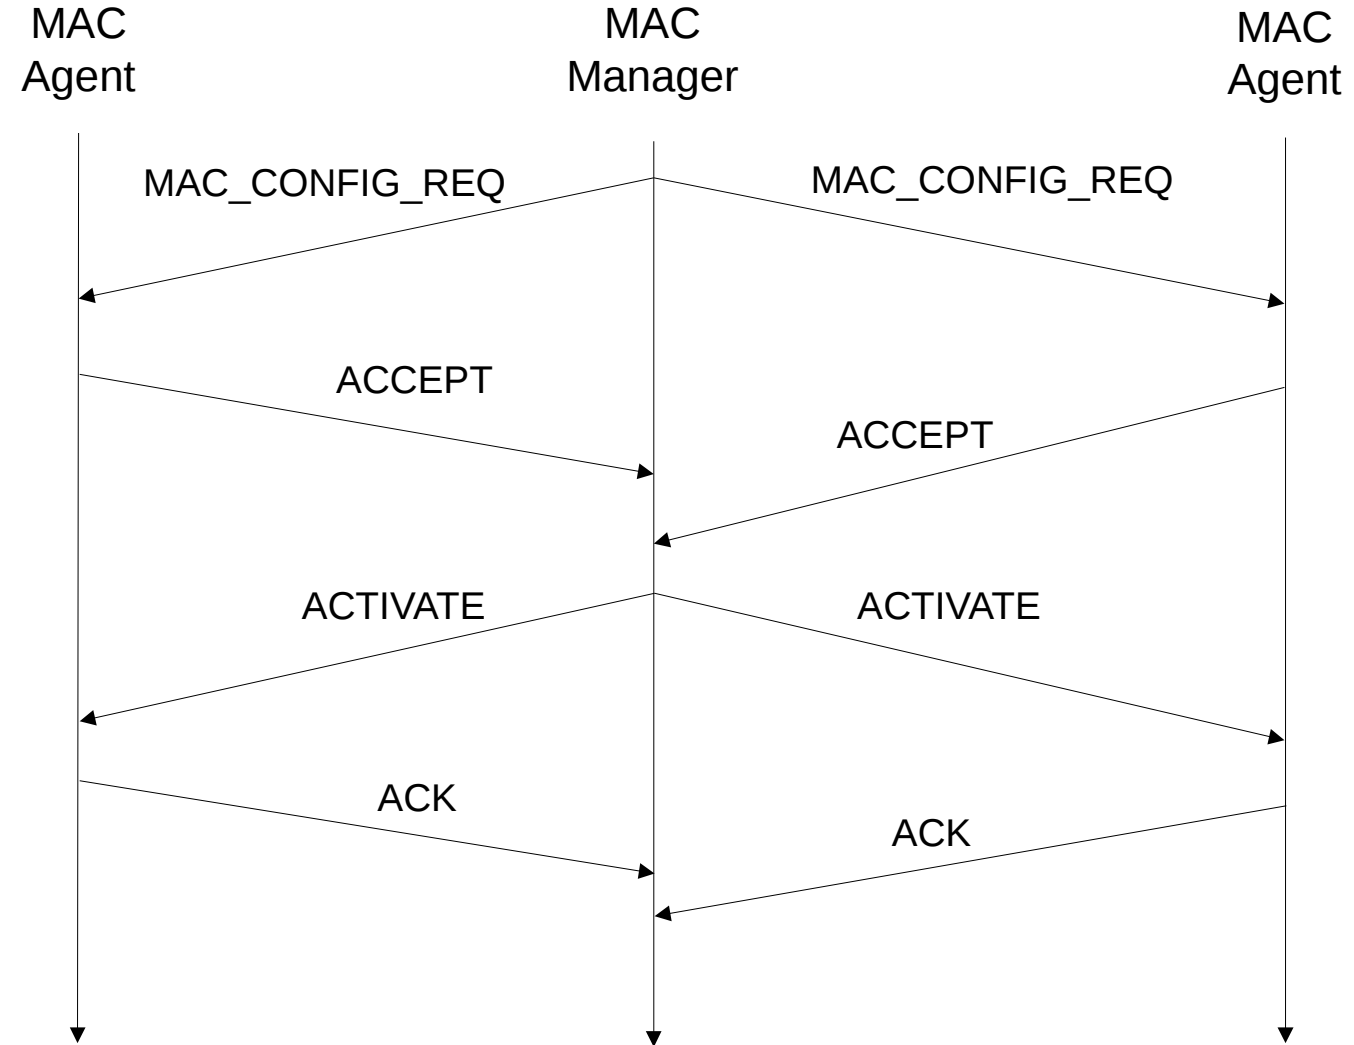 MAC
Agent
MAC
Manager
MAC
Agent
MAC_CONFIG_REQ
MAC_CONFIG_REQ
ACCEPT
ACCEPT
ACTIVATE
ACTIVATE
ACK
ACK